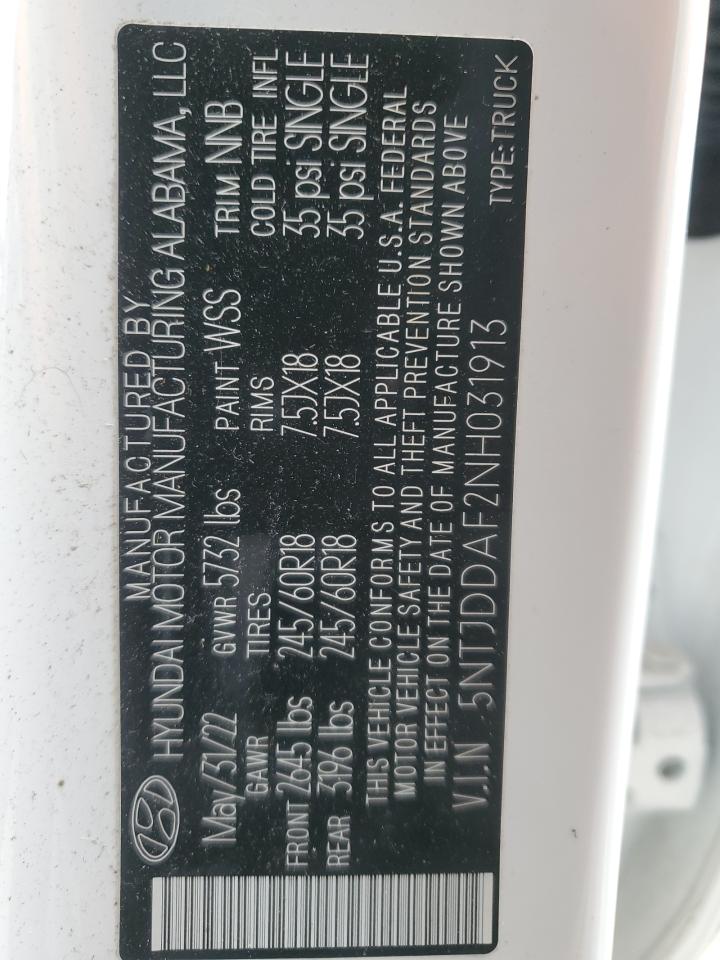 MANUFACTURED BY
HYUNDAI MOTOR MANUFACTURING ALABAMA, LLC
May/31/22 GVWR 5732 lbs PAINT WSS TRIM NNB
GAWR TIRES RIMS COLD TIRE INFL
FRONT 2645 lbs 245/60R18 7.5JX18 35 psi SINGLE
REAR 3196 lbs 245/60R18 7.5JX18 35 psi SINGLE
THIS VEHICLE CONFORMS TO ALL APPLICABLE U.S.A. FEDERAL
MOTOR VEHICLE SAFETY AND THEFT PREVENTION STANDARDS
IN EFFECT ON THE DATE OF MANUFACTURE SHOWN ABOVE
V.I.N 5NTJDDAF2NH031913 TYPE: TRUCK